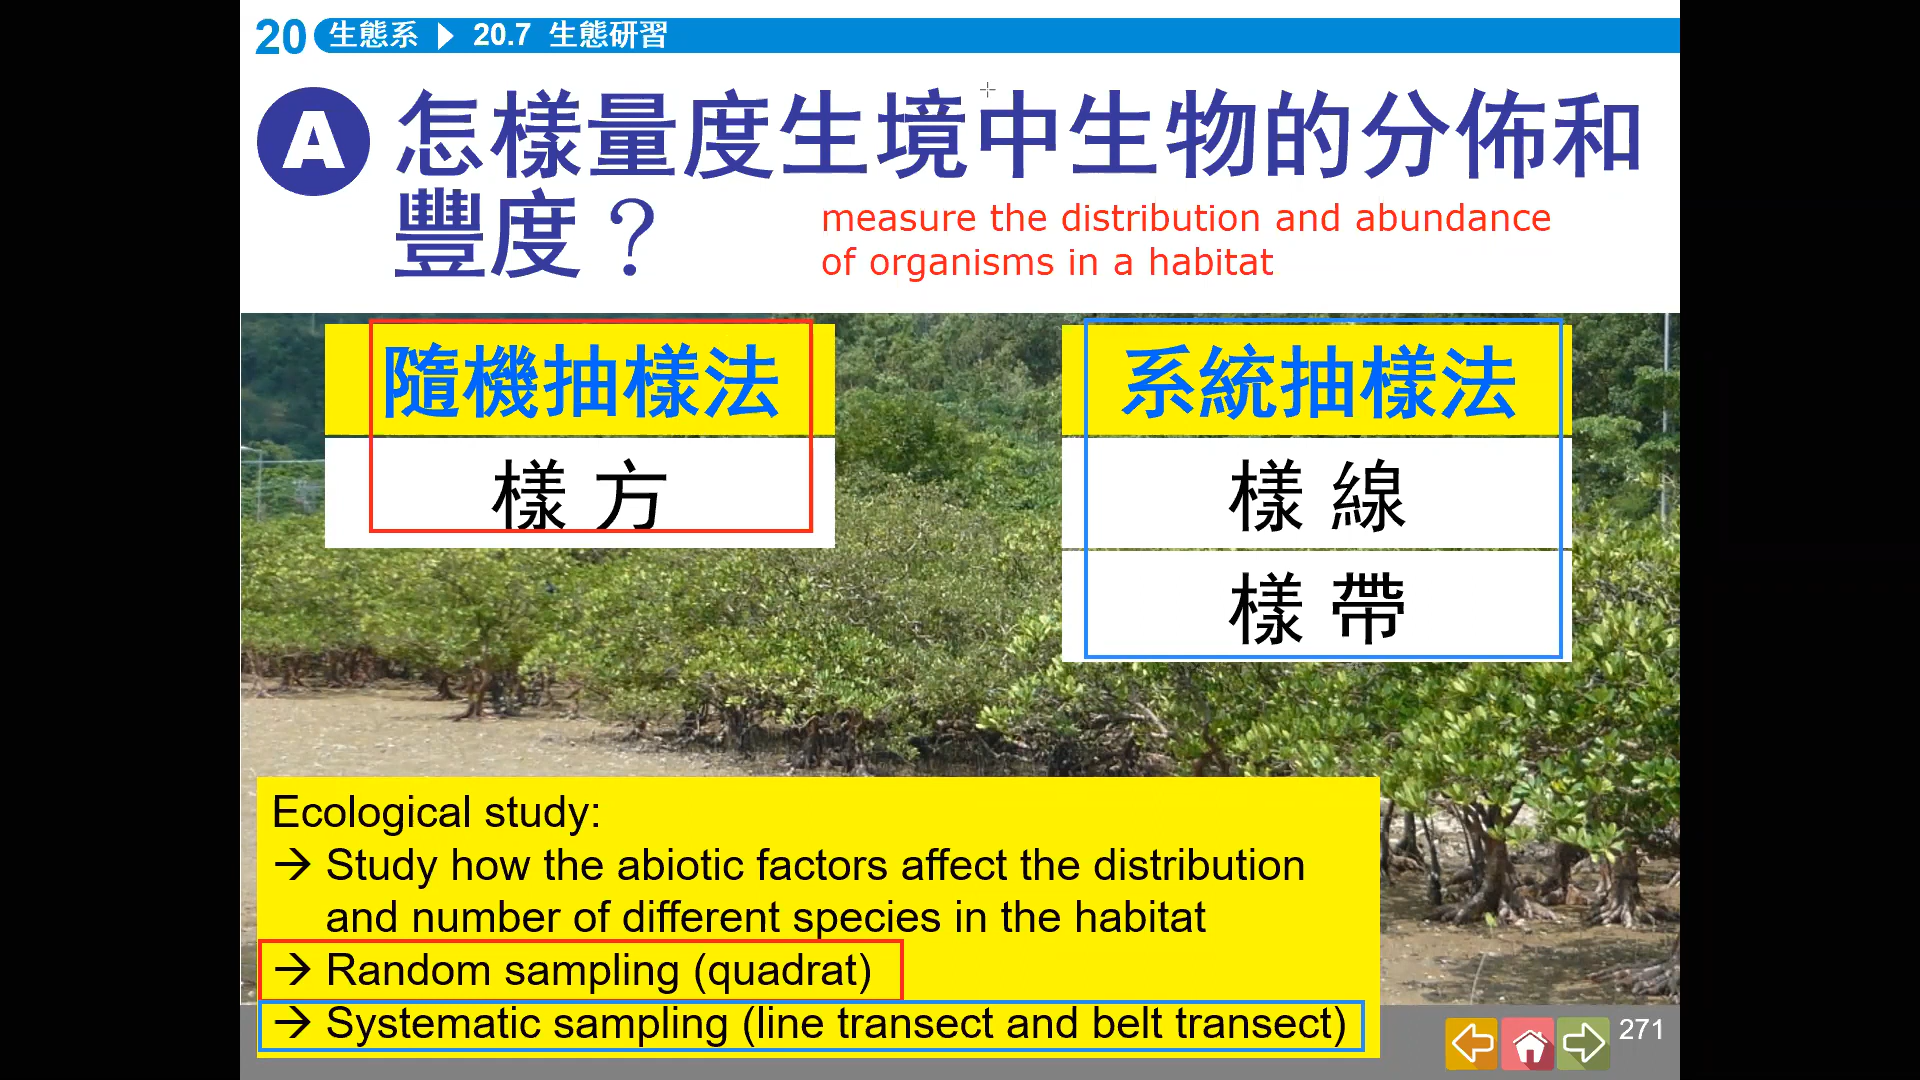 20 生態系 ▶ 20.7 生態研習
A 怎樣量度生境中生物的分佈和
豐度？
measure the distribution and abundance
of organisms in a habitat
隨機抽樣法
樣方
系統抽樣法
樣線
樣帶
Ecological study:
→ Study how the abiotic factors affect the distribution
and number of different species in the habitat
→ Random sampling (quadrat)
→ Systematic sampling (line transect and belt transect)
271